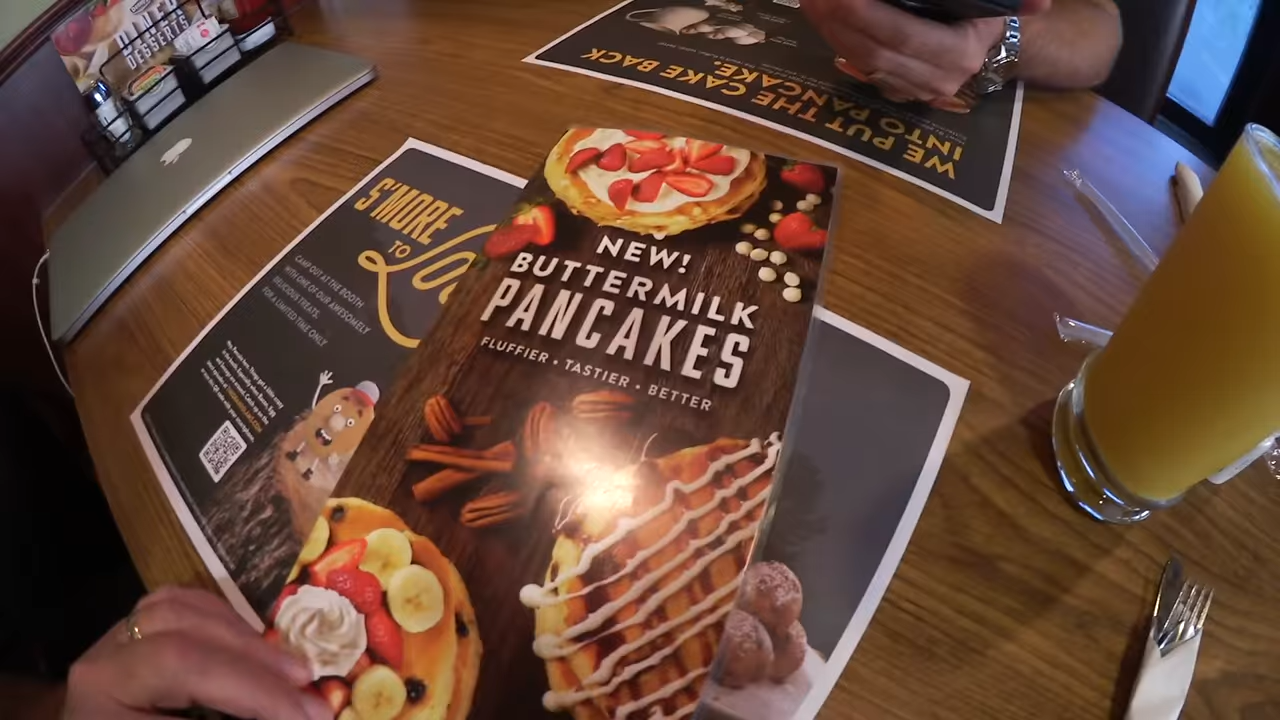 DESSERTS
WE PUT THE CAKE BACK
INTO PANCAKE.
S'MORE
TO
CAMP OUT AT THE BOOTH
WITH ONE OF OUR AWESOMELY
DELICIOUS TREATS.
FOR A LIMITED TIME ONLY
NEW!
BUTTERMILK
PANCAKES
FLUFFIER • TASTIER • BETTER